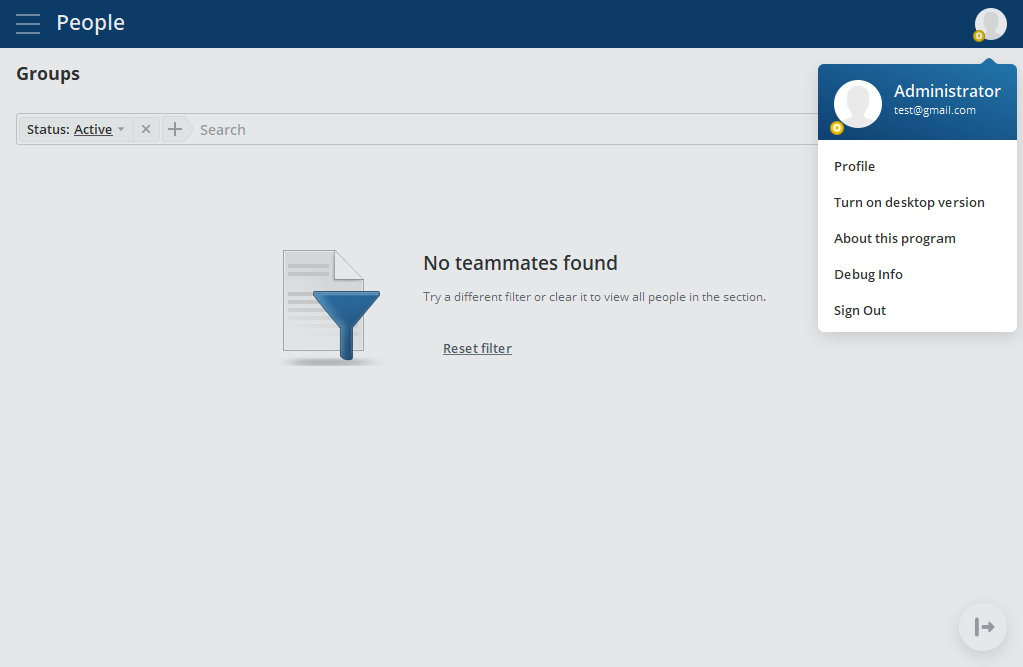 People
Groups
Status: Active
Search
No teammates found
Try a different filter or clear it to view all people in the section.
Reset filter
Administrator
test@gmail.com
Profile
Turn on desktop version
About this program
Debug Info
Sign Out